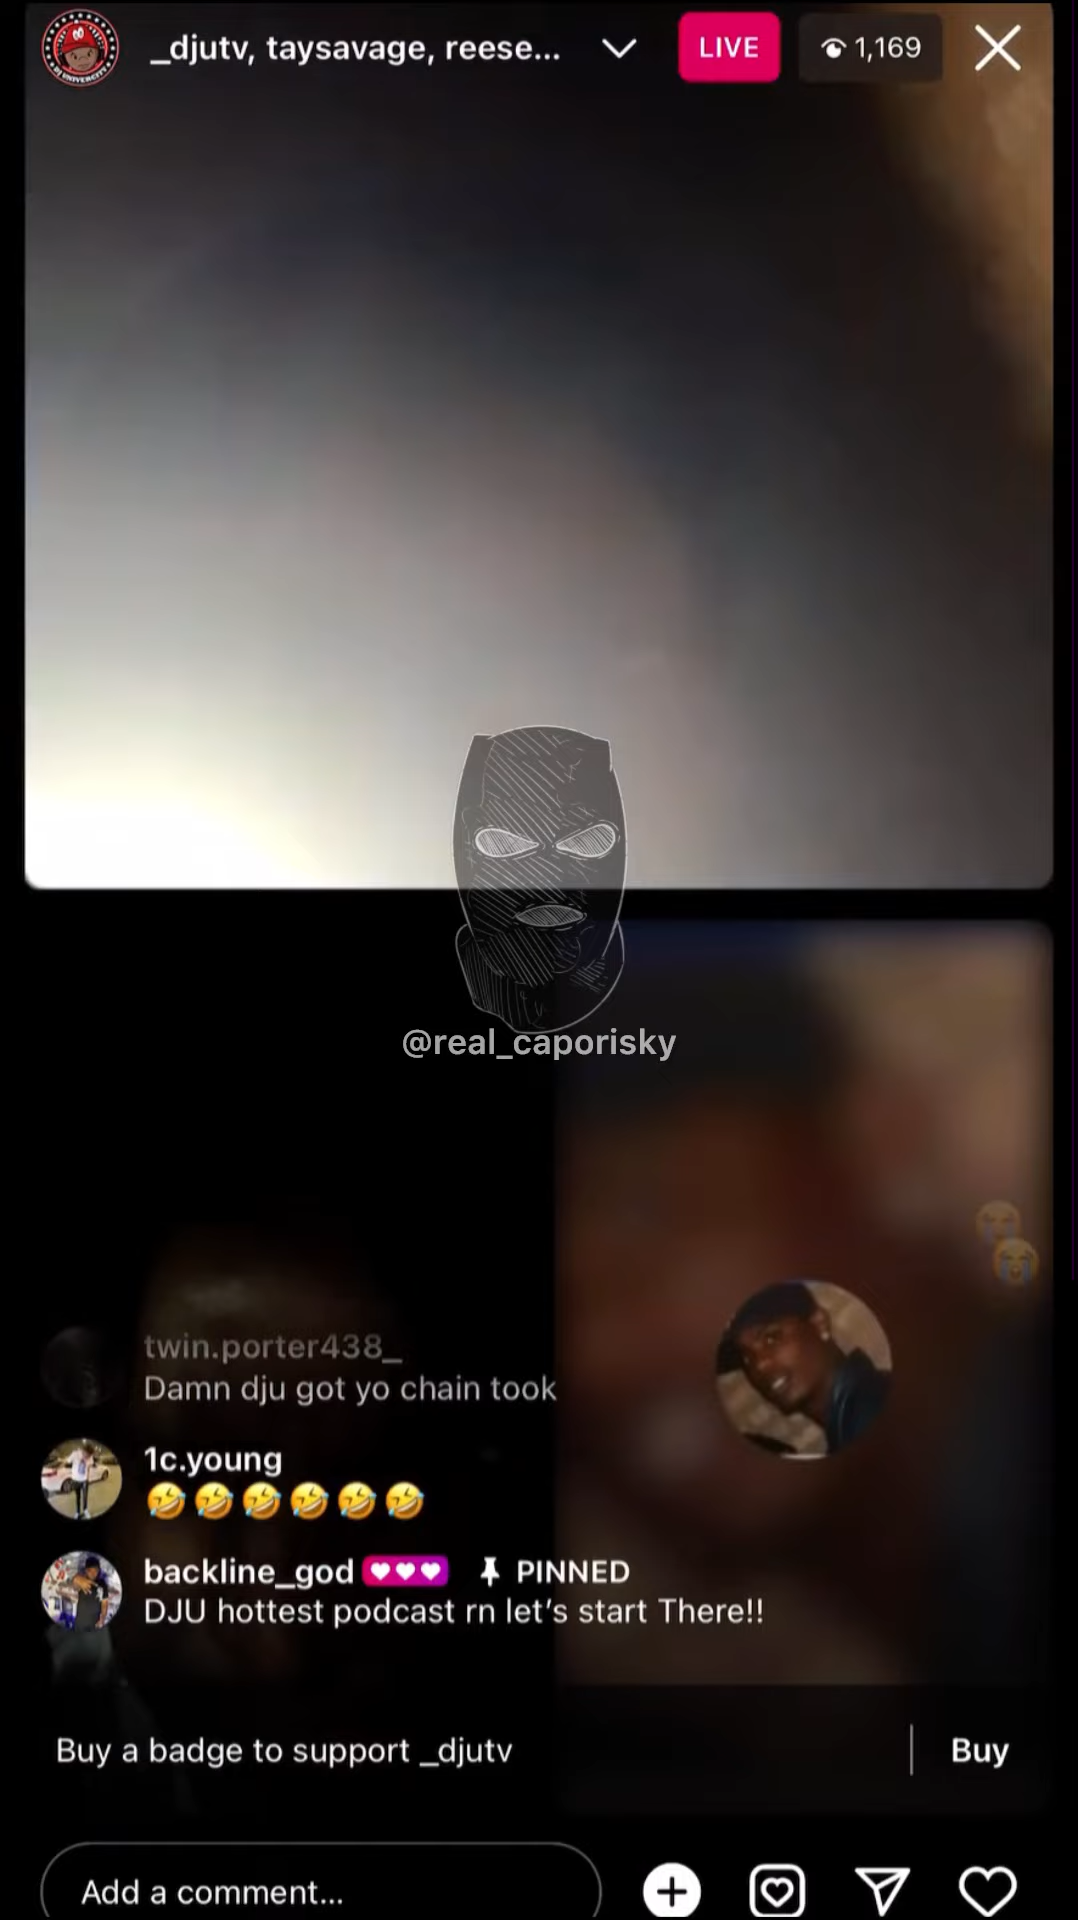 _djutv, taysavage, reese...
LIVE
1,169
@real_caporisky
twin.porter438_
Damn dju got yo chain took
1c.young
🤣🤣🤣🤣🤣🤣
backline_god PINNED
DJU hottest podcast rn let's start There!!
Buy a badge to support _djutv
Buy
Add a comment...